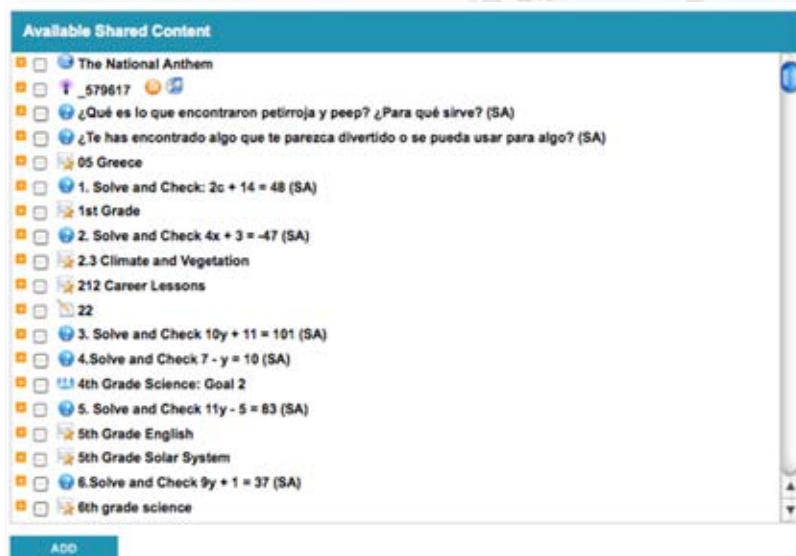 Available Shared Content
The National Anthem
_579617
¿Qué es lo que encontraron petirroja y peep? ¿Para qué sirve? (SA)
¿Te has encontrado algo que te parezca divertido o se pueda usar para algo? (SA)
05 Greece
1. Solve and Check: 2c + 14 = 48 (SA)
1st Grade
2. Solve and Check 4x + 3 = -47 (SA)
2.3 Climate and Vegetation
212 Career Lessons
22
3. Solve and Check 10y + 11 = 101 (SA)
4.Solve and Check 7 - y = 10 (SA)
4th Grade Science: Goal 2
5. Solve and Check 11y - 5 = 83 (SA)
5th Grade English
5th Grade Solar System
6.Solve and Check 9y + 1 = 37 (SA)
6th grade science
ADD